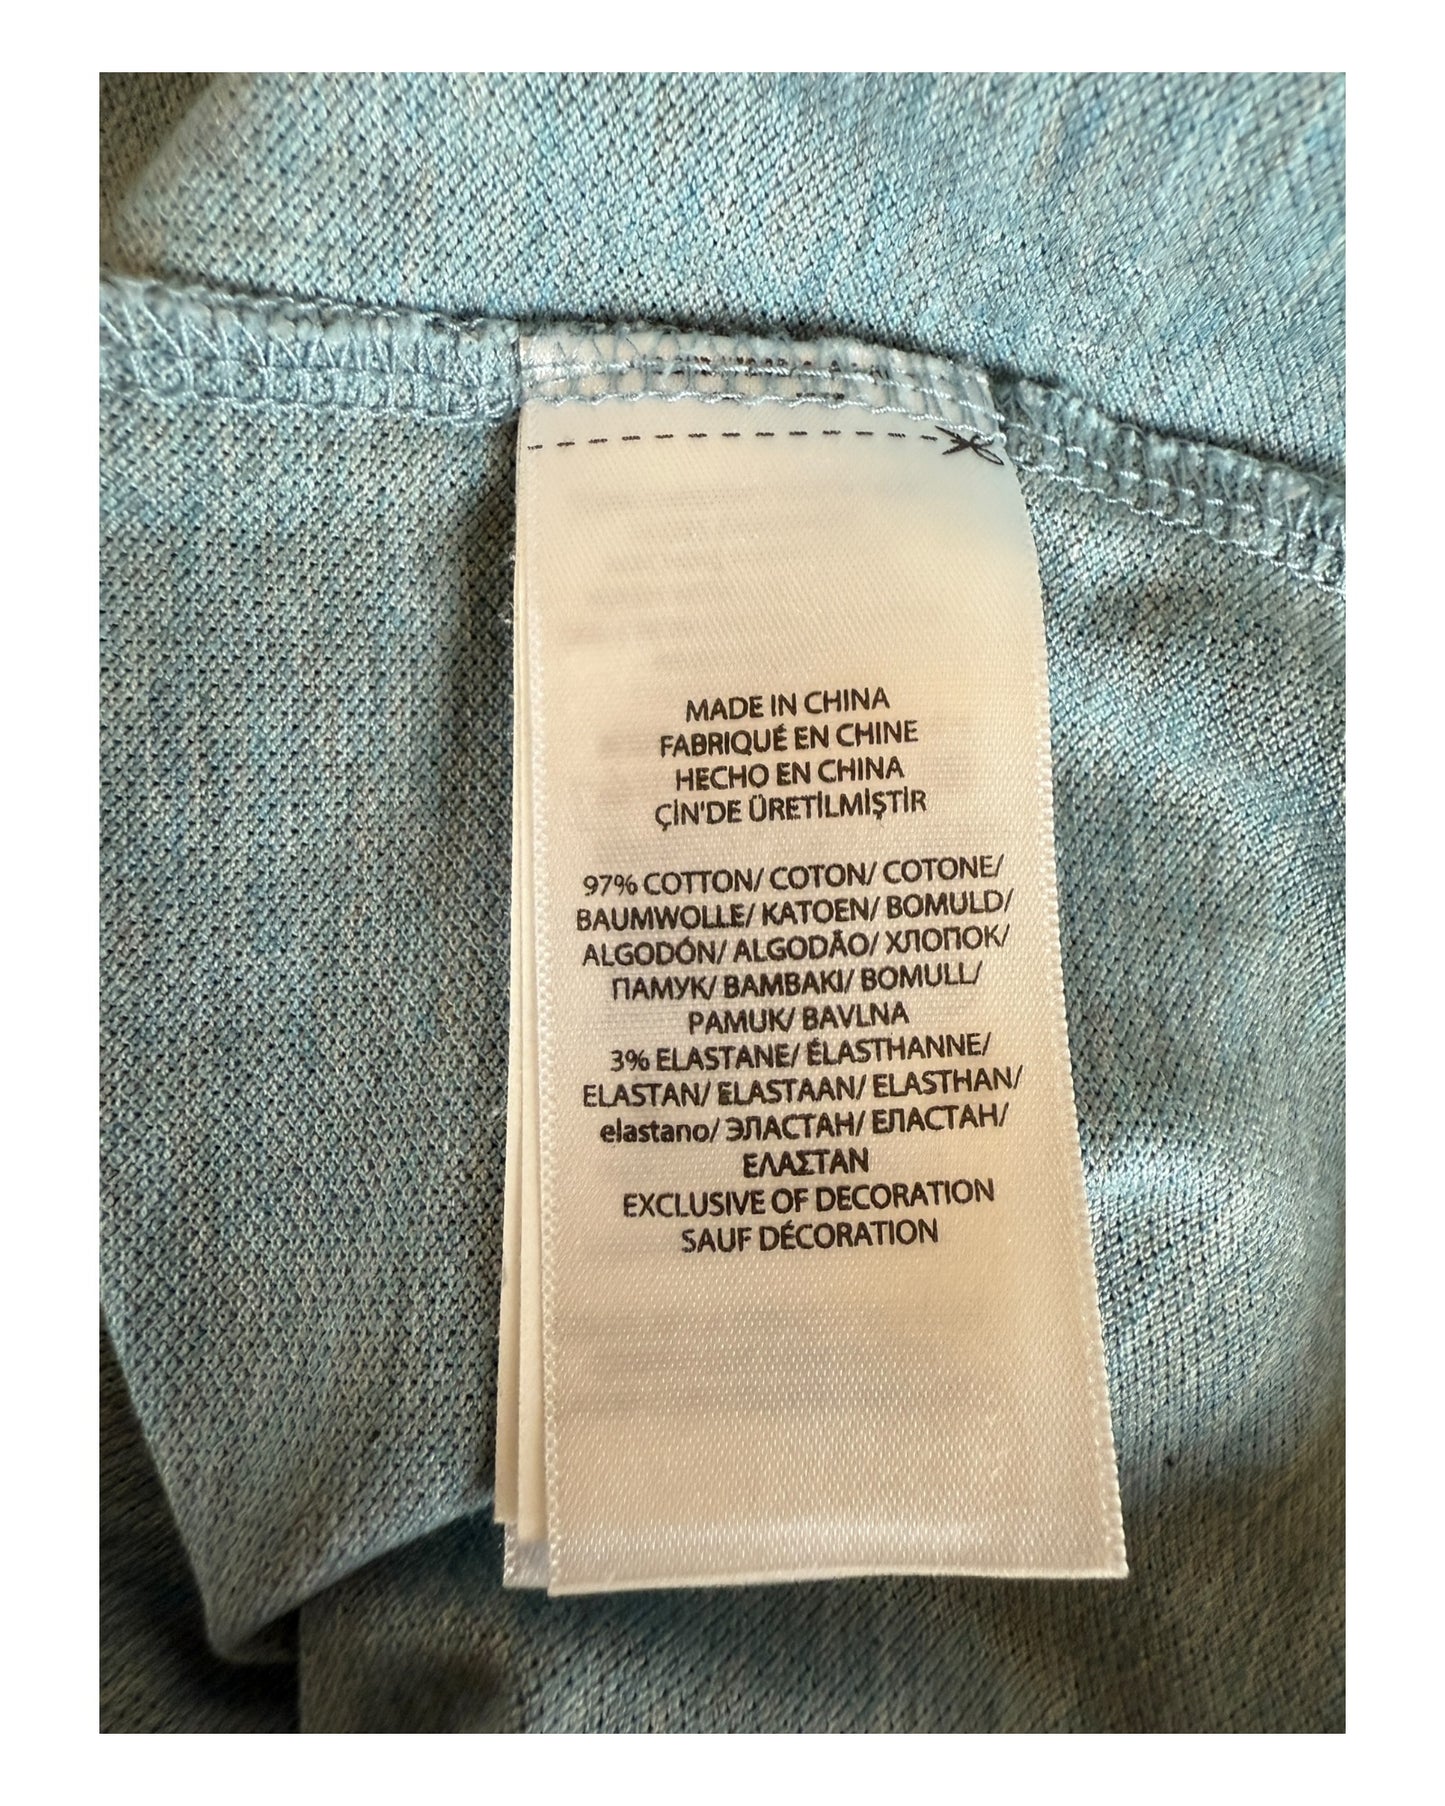 MADE IN CHINA
FABRIQUÉ EN CHINE
HECHO EN CHINA
ÇİN'DE ÜRETİLMİŞTİR
97% COTTON/ COTON/ COTONE/
BAUMWOLLE/ KATOEN/ BOMULD/
ALGODÓN/ ALGODÃO/ ХЛОПОК/
ПАМУК/ BAMBAKI/ BOMULL/
PAMUK/ BAVLNA
3% ELASTANE/ ÉLASTHANNE/
ELASTAN/ ELASTAAN/ ELASTHAN/
elastano/ ЭЛАСТАН/ ЕЛАСТАН/
ΕΛΑΣΤΑΝ
EXCLUSIVE OF DECORATION
SAUF DÉCORATION